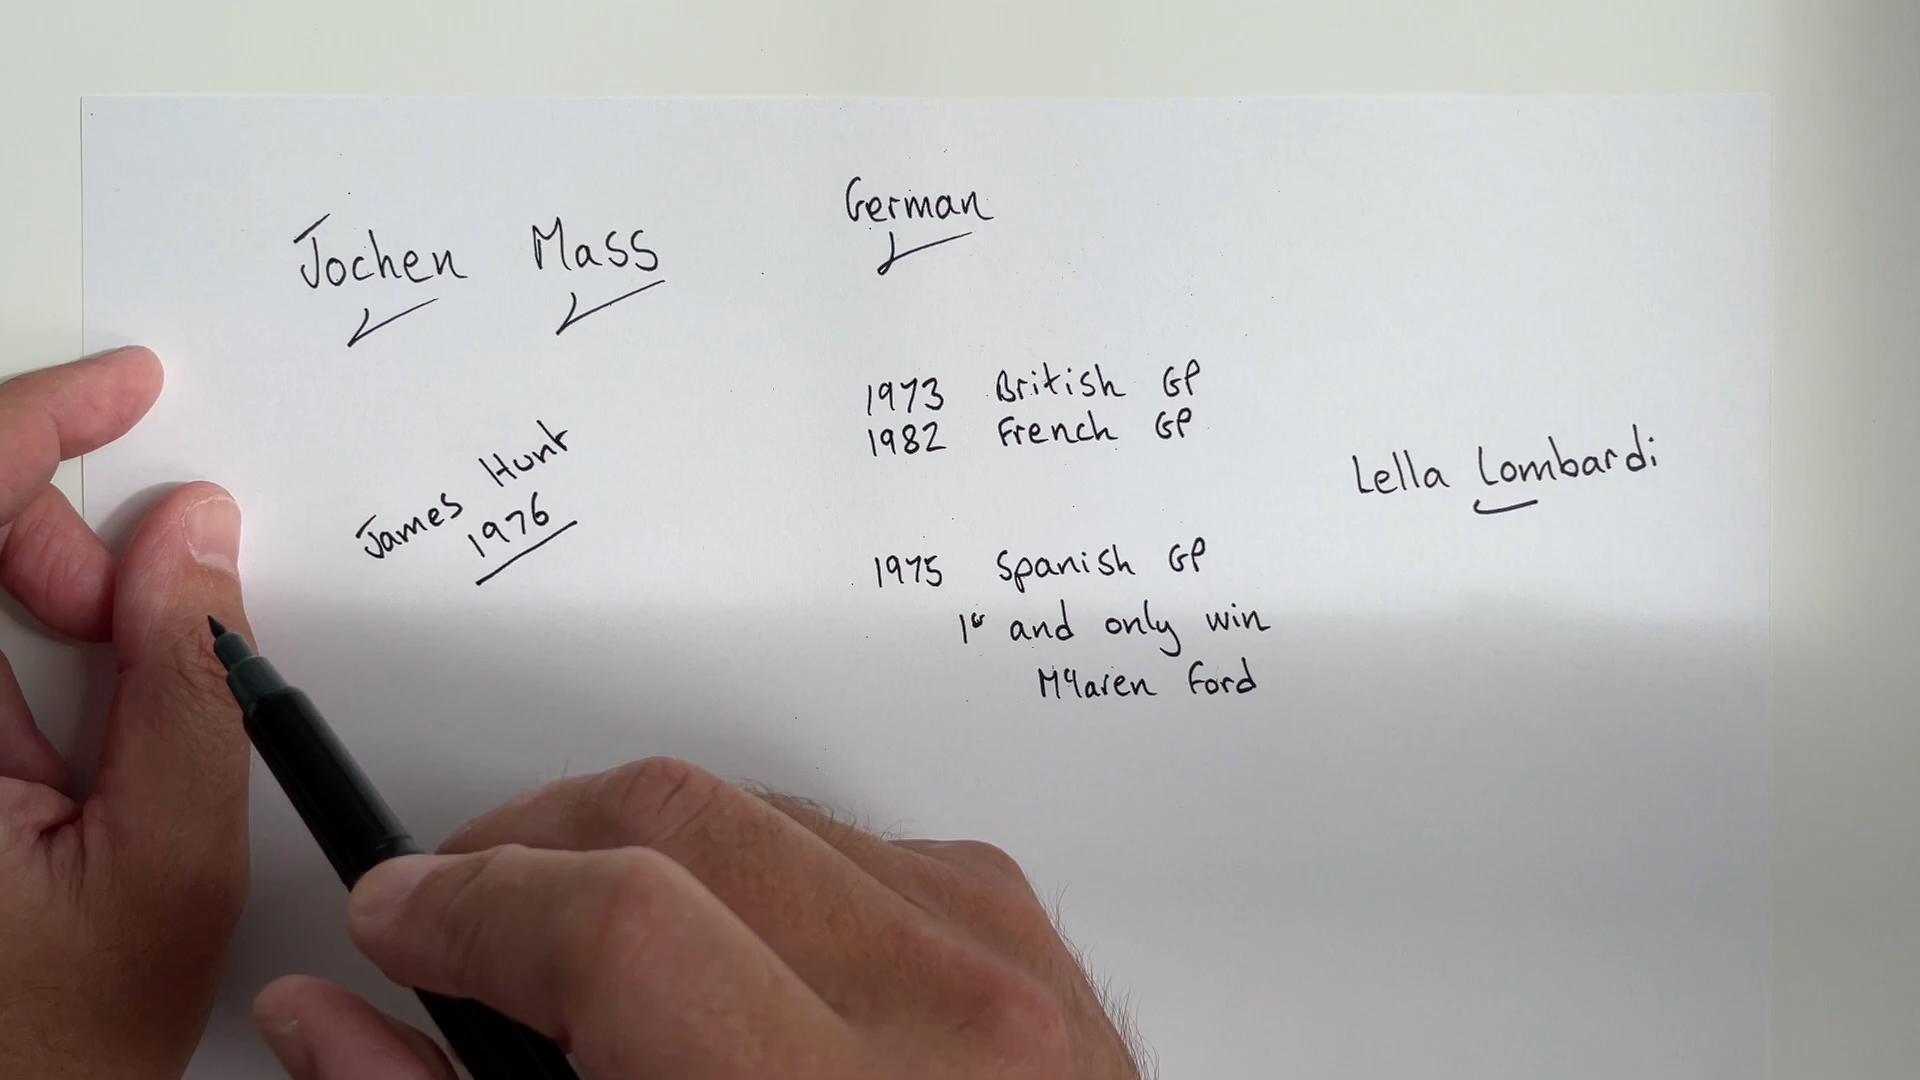 Jochen Mass
German
1973 British GP
1982 French GP
James Hunt
1976
Lella Lombardi
1975 Spanish GP
1st and only win
McLaren Ford